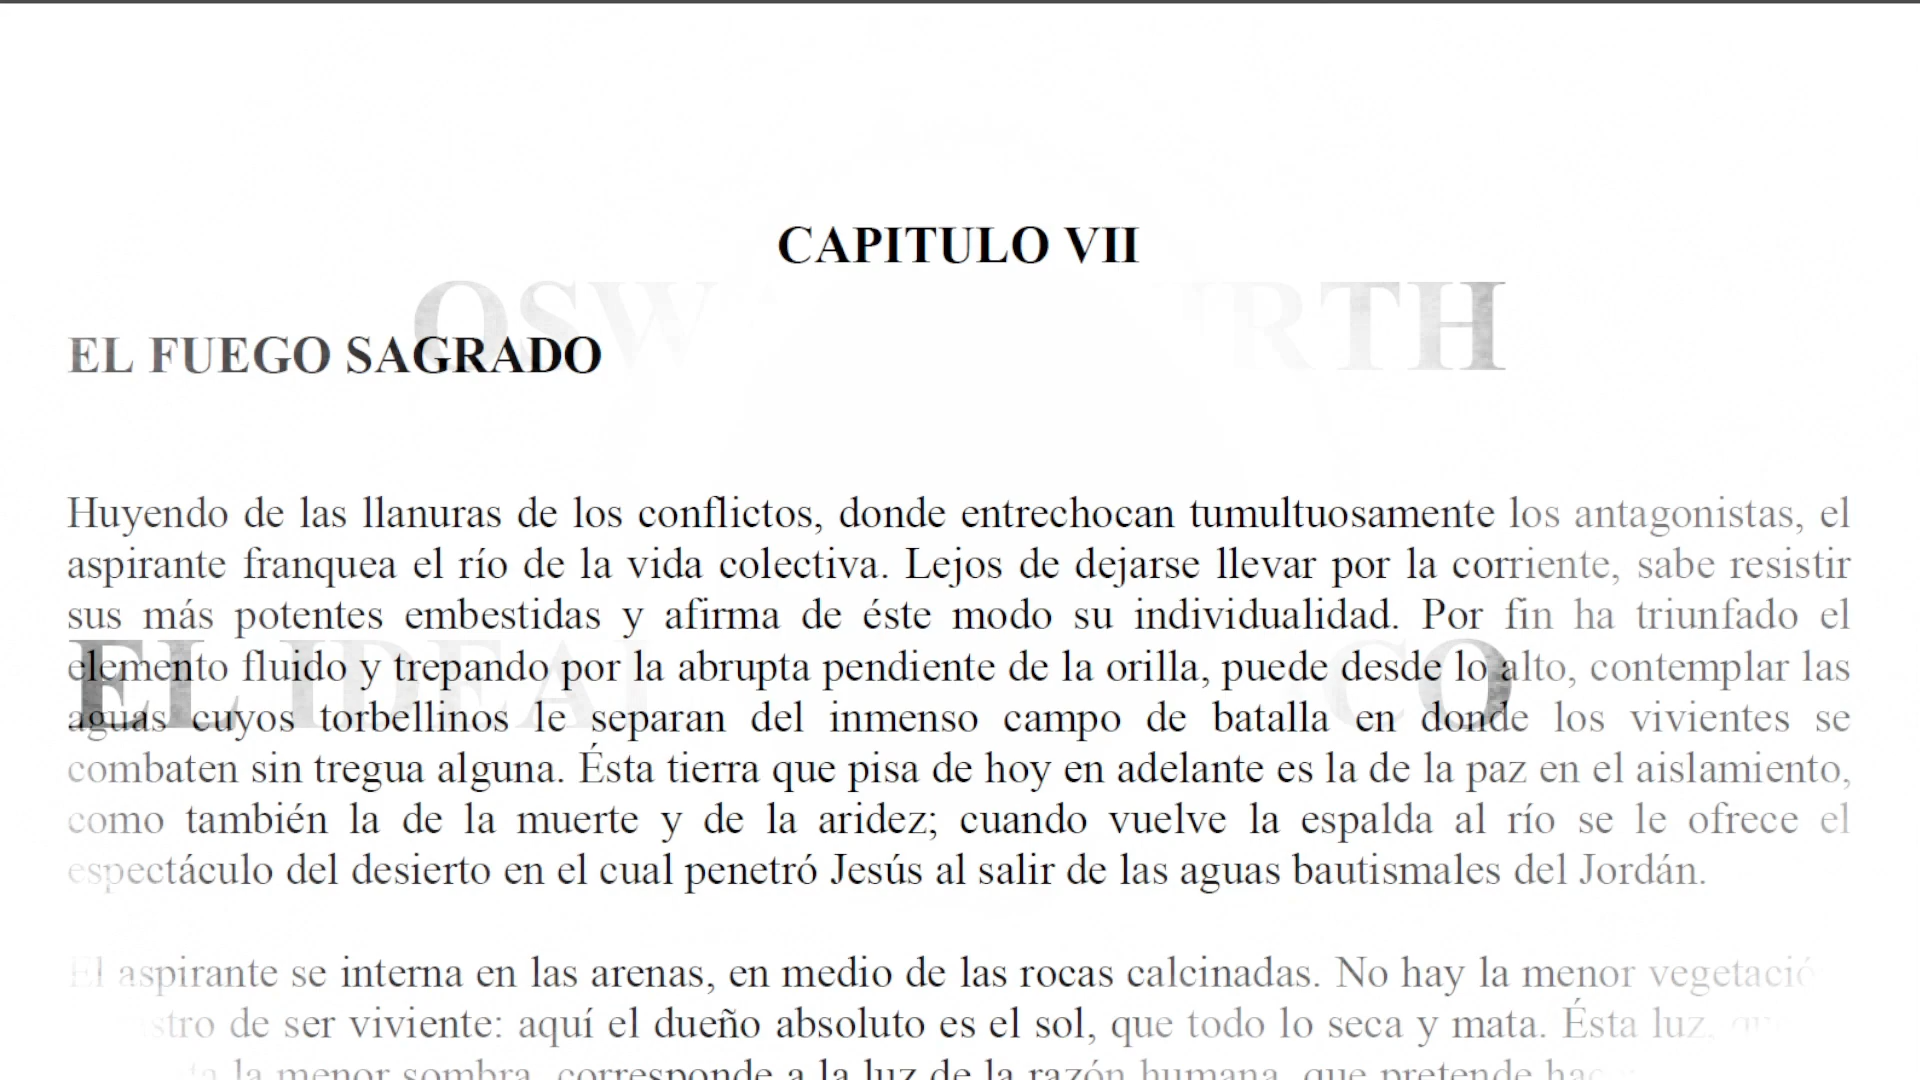 CAPITULO VII
OSW RTH
EL FUEGO SAGRADO
Huyendo de las llanuras de los conflictos, donde entrechocan tumultuosamente los antagonistas, el
aspirante franquea el río de la vida colectiva. Lejos de dejarse llevar por la corriente, sabe resistir
sus más potentes embestidas y afirma de éste modo su individualidad. Por fin ha triunfado el
EL IDEAL CO
elemento fluido y trepando por la abrupta pendiente de la orilla, puede desde lo alto, contemplar las
aguas cuyos torbellinos le separan del inmenso campo de batalla en donde los vivientes se
combaten sin tregua alguna. Ésta tierra que pisa de hoy en adelante es la de la paz en el aislamiento,
como también la de la muerte y de la aridez; cuando vuelve la espalda al río se le ofrece el
espectáculo del desierto en el cual penetró Jesús al salir de las aguas bautismales del Jordán.
El aspirante se interna en las arenas, en medio de las rocas calcinadas. No hay la menor vegetació
stro de ser viviente: aquí el dueño absoluto es el sol, que todo lo seca y mata. Ésta luz,
la menor sombra, corresponde a la luz de la razón humana, que pretende